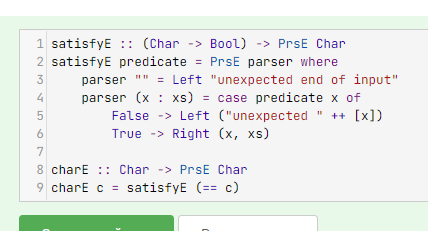 1 satisfyE :: (Char -> Bool) -> PrsE Char
2 satisfyE predicate = PrsE parser where
3     parser "" = Left "unexpected end of input"
4     parser (x : xs) = case predicate x of
5         False -> Left ("unexpected " ++ [x])
6         True -> Right (x, xs)
7
8 charE :: Char -> PrsE Char
9 charE c = satisfyE (== c)